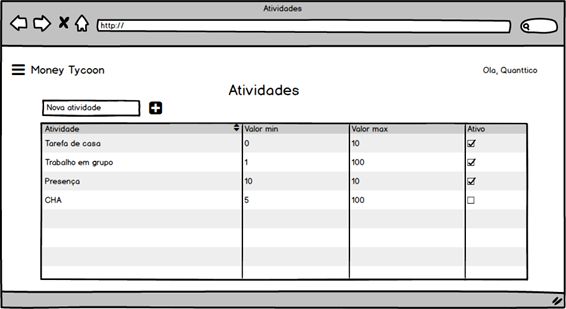 Atividades
http://
Money Tycoon
Ola, Quanttico
Atividades
Nova atividade
Atividade Valor min Valor max Ativo
Tarefa de casa 0 10
Trabalho em grupo 1 100
Presença 10 10
CHA 5 100